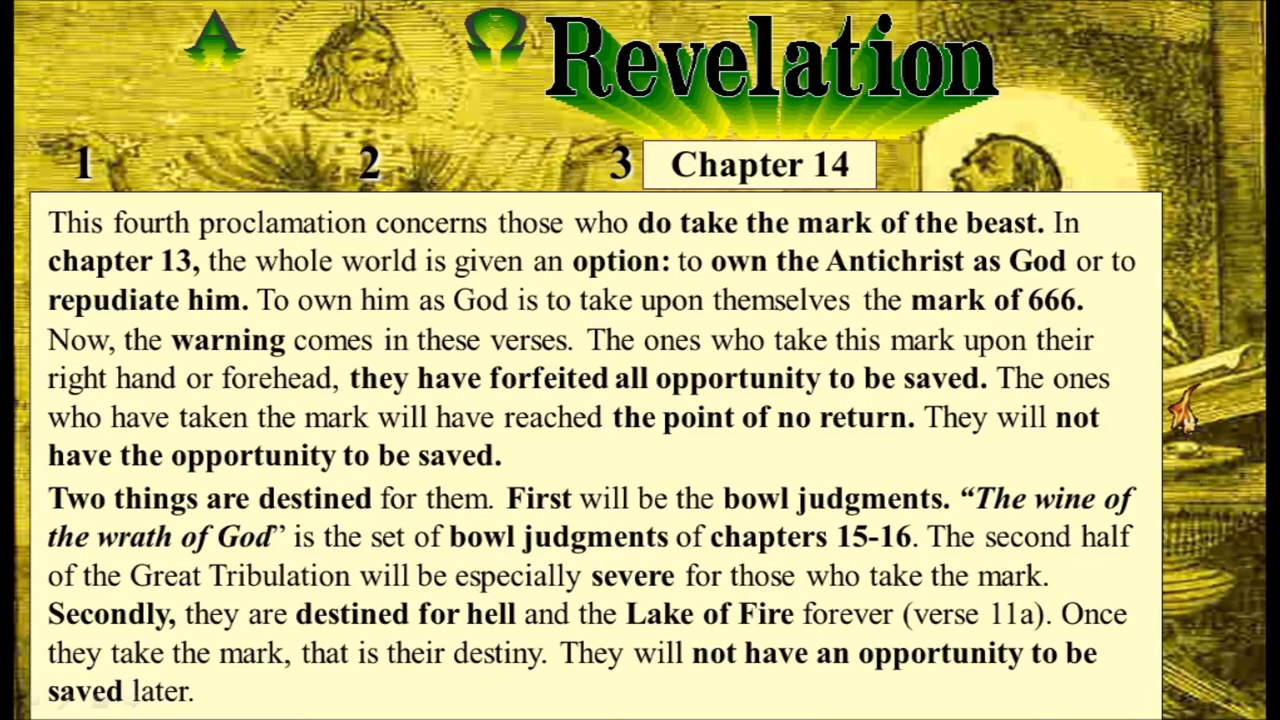 Α Ω Revelation
1 2 3 Chapter 14
This fourth proclamation concerns those who do take the mark of the beast. In
chapter 13, the whole world is given an option: to own the Antichrist as God or to
repudiate him. To own him as God is to take upon themselves the mark of 666.
Now, the warning comes in these verses. The ones who take this mark upon their
right hand or forehead, they have forfeited all opportunity to be saved. The ones
who have taken the mark will have reached the point of no return. They will not
have the opportunity to be saved.
Two things are destined for them. First will be the bowl judgments. “The wine of
the wrath of God” is the set of bowl judgments of chapters 15-16. The second half
of the Great Tribulation will be especially severe for those who take the mark.
Secondly, they are destined for hell and the Lake of Fire forever (verse 11a). Once
they take the mark, that is their destiny. They will not have an opportunity to be
saved later.